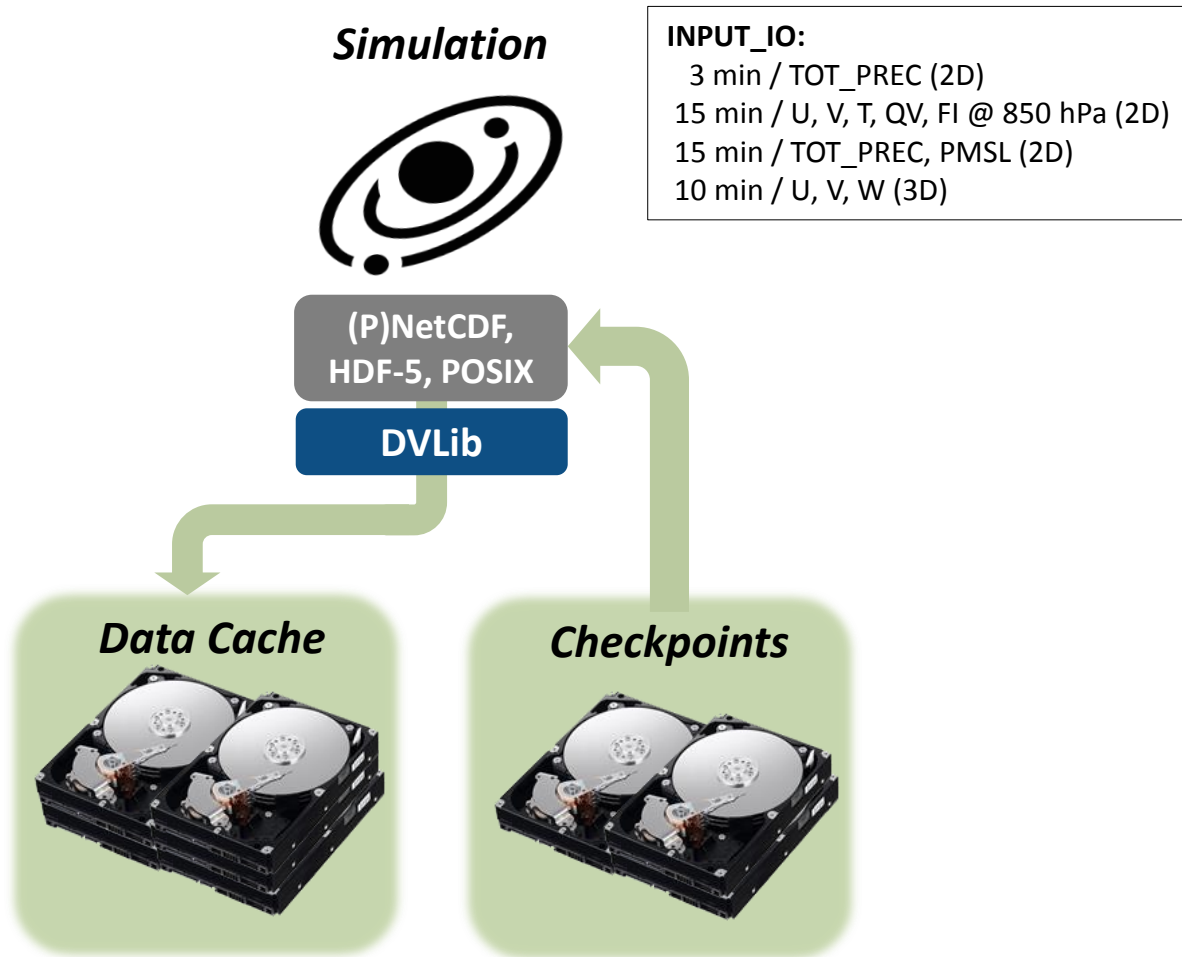 Simulation
INPUT_IO:
3 min / TOT_PREC (2D)
15 min / U, V, T, QV, FI @ 850 hPa (2D)
15 min / TOT_PREC, PMSL (2D)
10 min / U, V, W (3D)
(P)NetCDF,
HDF-5, POSIX
DVLib
Data Cache
Checkpoints